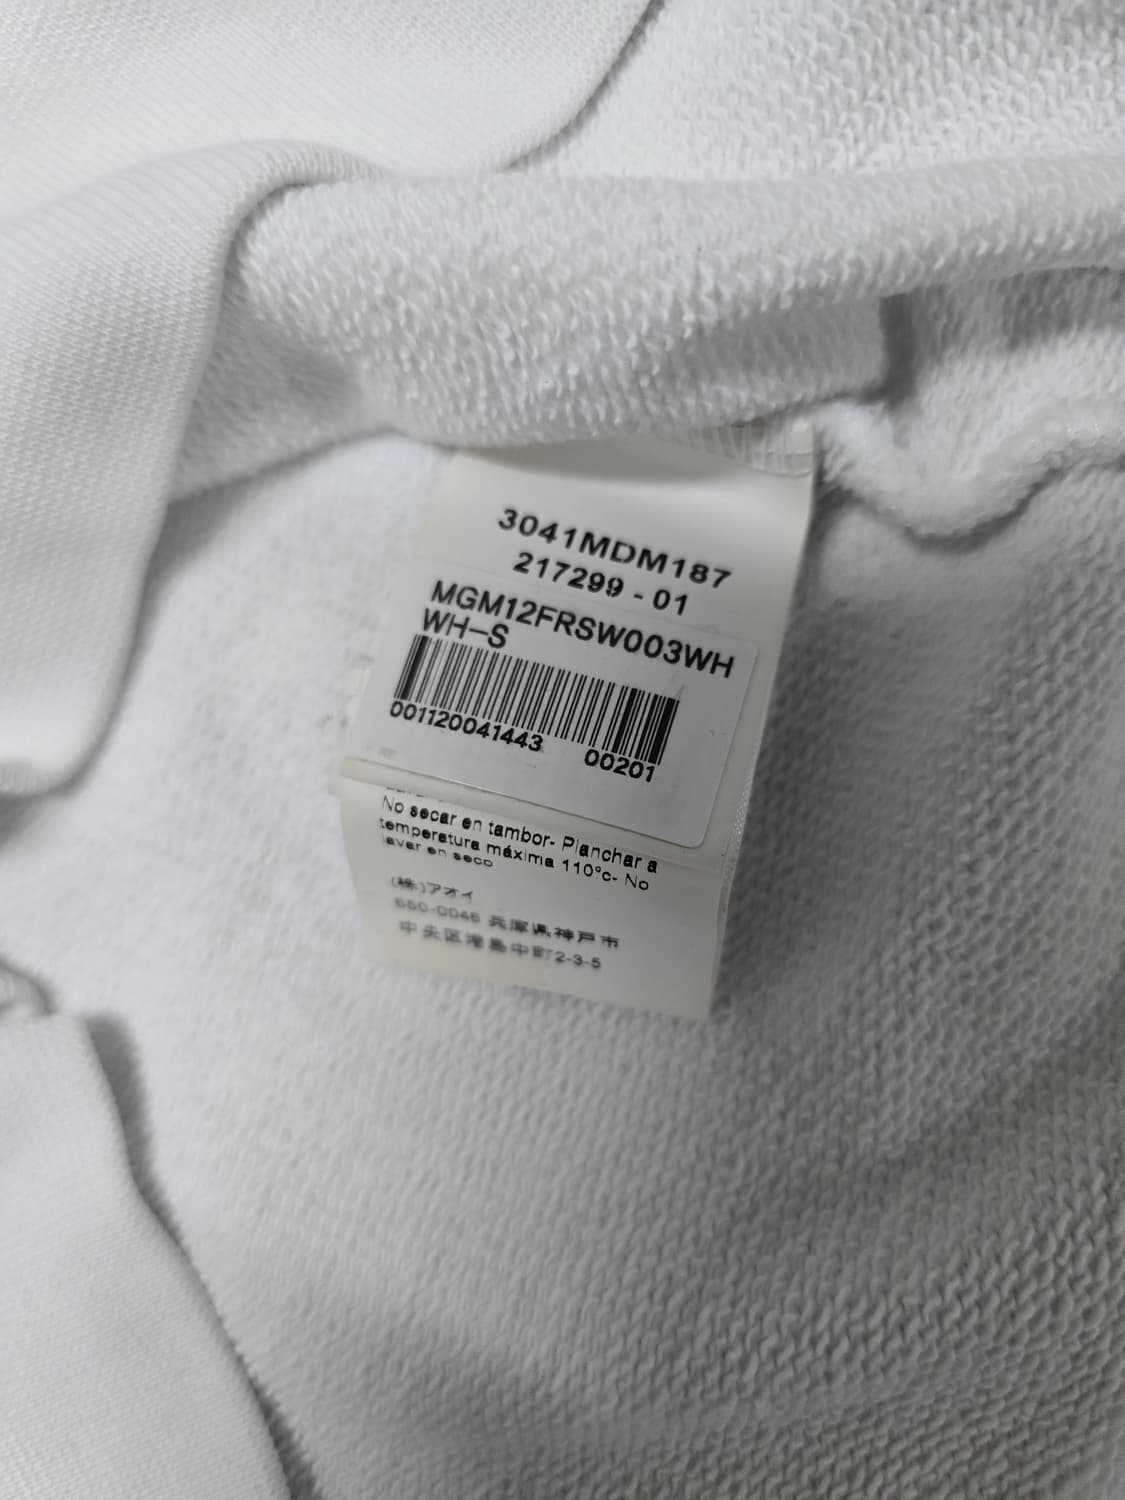 3041MDM187
217299 - 01
MGM12FRSW003WH
WH-S
001120041443 00201
No secar en tambor- Planchar a
temperatura máxima 110°c- No
lavar en seco
(株)アオイ
650-0046 兵庫県神戸市
中央区港島中町2-3-5